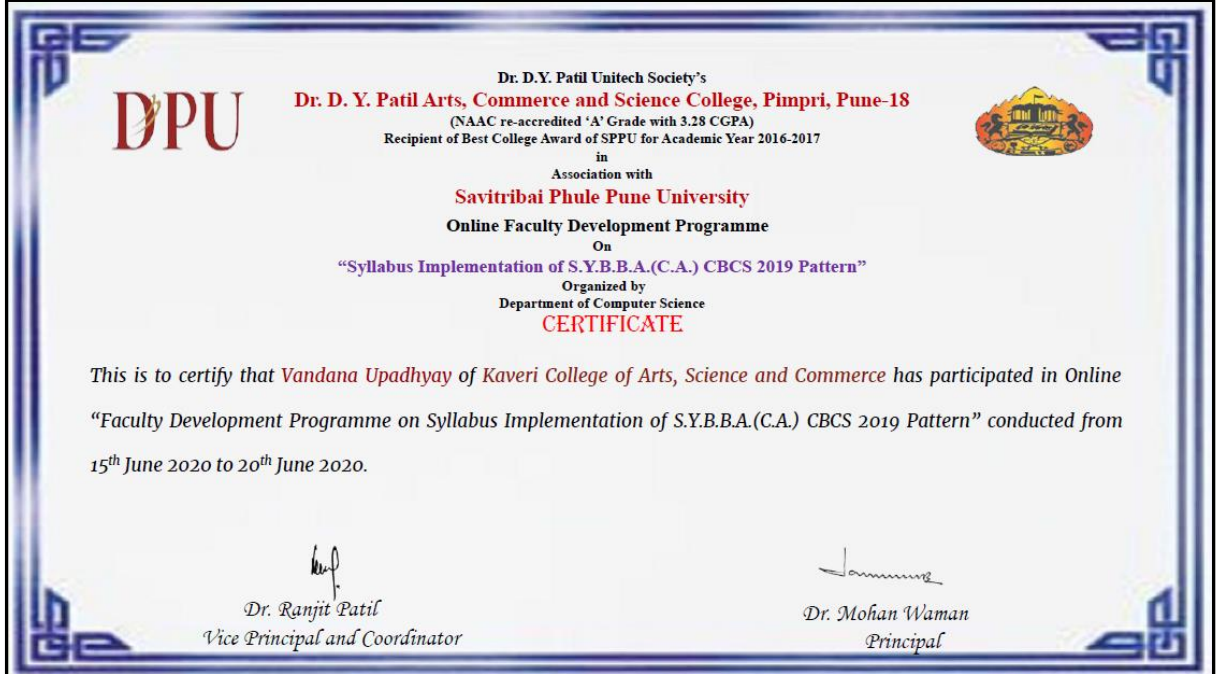 Dr. D.Y. Patil Unitech Society's
DPU
Dr. D. Y. Patil Arts, Commerce and Science College, Pimpri, Pune-18
(NAAC re-accredited ‘A’ Grade with 3.28 CGPA)
Recipient of Best College Award of SPPU for Academic Year 2016-2017
in
Association with
Savitribai Phule Pune University
Online Faculty Development Programme
On
“Syllabus Implementation of S.Y.B.B.A.(C.A.) CBCS 2019 Pattern”
Organized by
Department of Computer Science
CERTIFICATE
This is to certify that Vandana Upadhyay of Kaveri College of Arts, Science and Commerce has participated in Online
“Faculty Development Programme on Syllabus Implementation of S.Y.B.B.A.(C.A.) CBCS 2019 Pattern” conducted from
15th June 2020 to 20th June 2020.
Dr. Ranjit Patil
Vice Principal and Coordinator
Dr. Mohan Waman
Principal